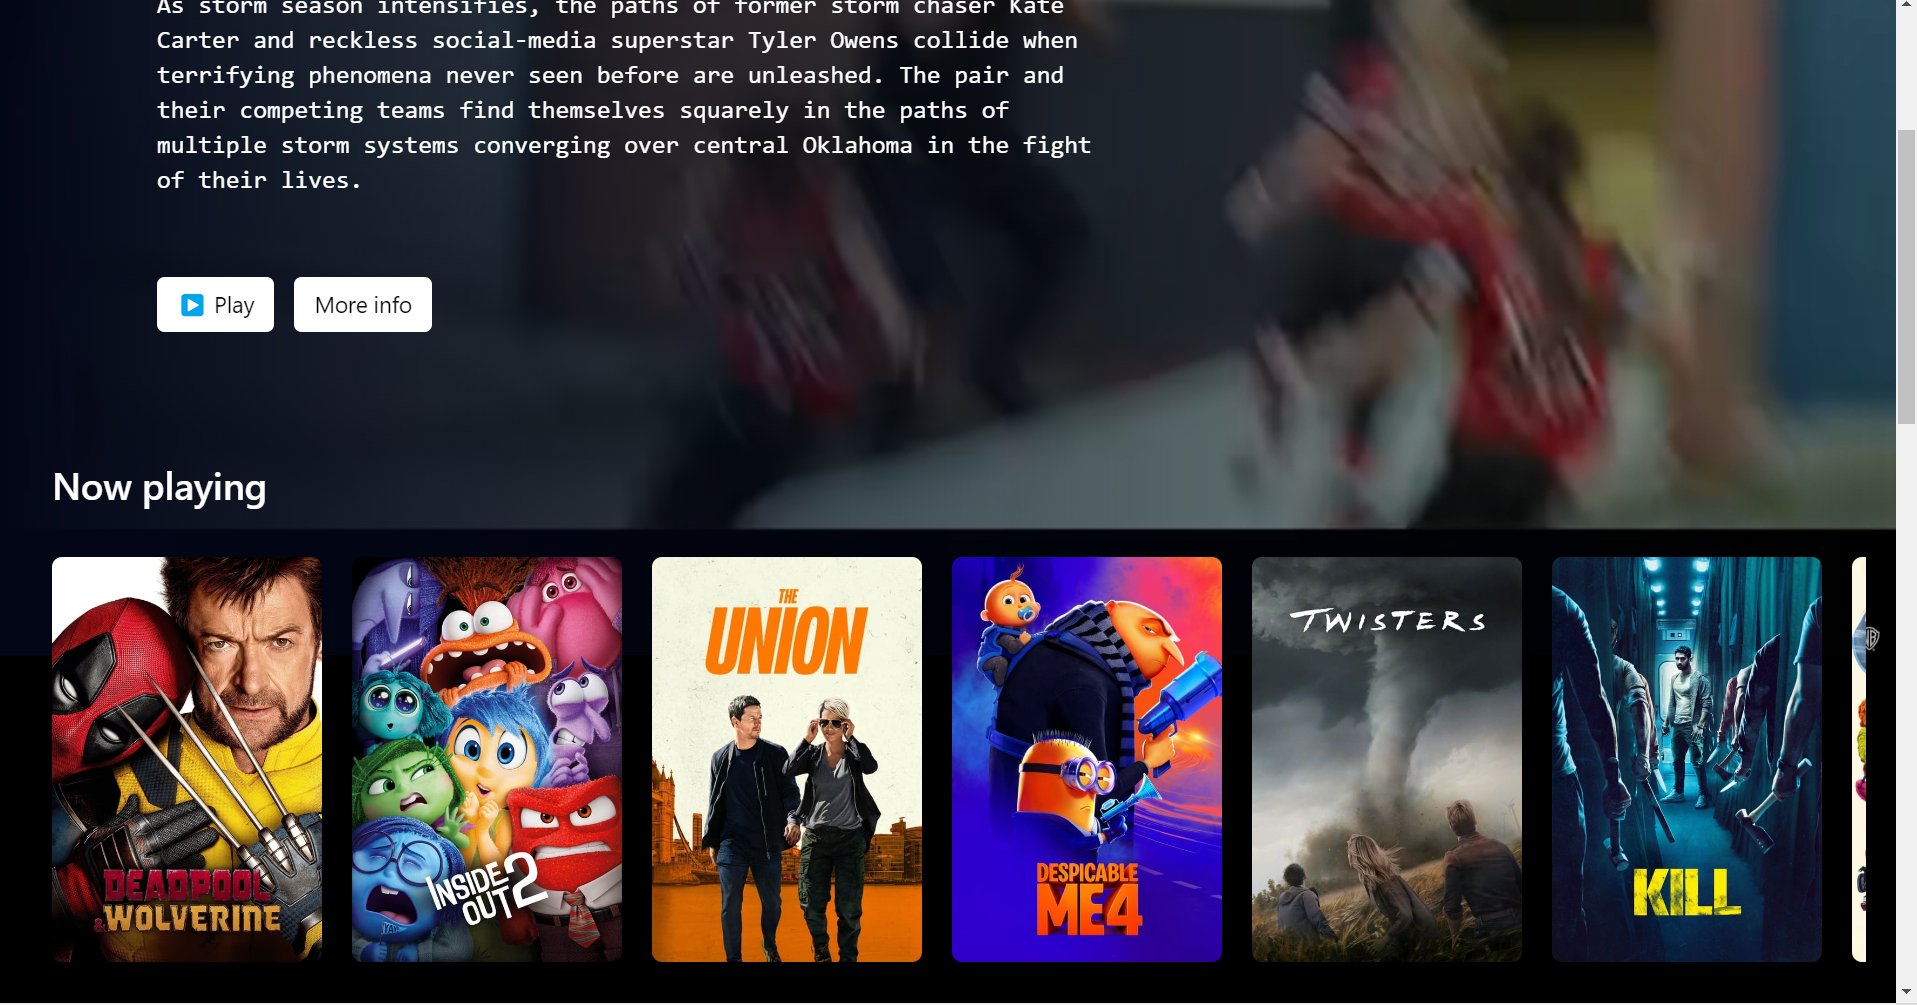 As storm season intensifies, the paths of former storm chaser Kate
Carter and reckless social-media superstar Tyler Owens collide when
terrifying phenomena never seen before are unleashed. The pair and
their competing teams find themselves squarely in the paths of
multiple storm systems converging over central Oklahoma in the fight
of their lives.
Play
More info
Now playing
DEADPOOL
& WOLVERINE
INSIDE
OUT 2
THE
UNION
DESPICABLE
ME 4
TWISTERS
KILL